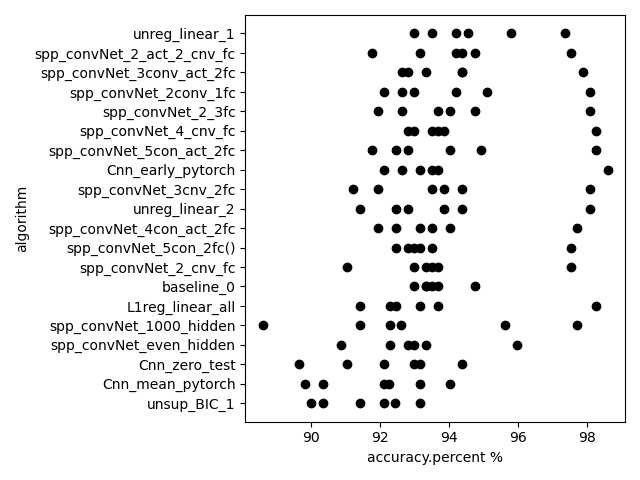 unreg_linear_1
spp_convNet_2_act_2_cnv_fc
spp_convNet_3conv_act_2fc
spp_convNet_2conv_1fc
spp_convNet_2_3fc
spp_convNet_4_cnv_fc
spp_convNet_5con_act_2fc
Cnn_early_pytorch
spp_convNet_3cnv_2fc
unreg_linear_2
spp_convNet_4con_act_2fc
spp_convNet_5con_2fc()
spp_convNet_2_cnv_fc
baseline_0
L1reg_linear_all
spp_convNet_1000_hidden
spp_convNet_even_hidden
Cnn_zero_test
Cnn_mean_pytorch
unsup_BIC_1
algorithm
90 92 94 96 98
accuracy.percent %